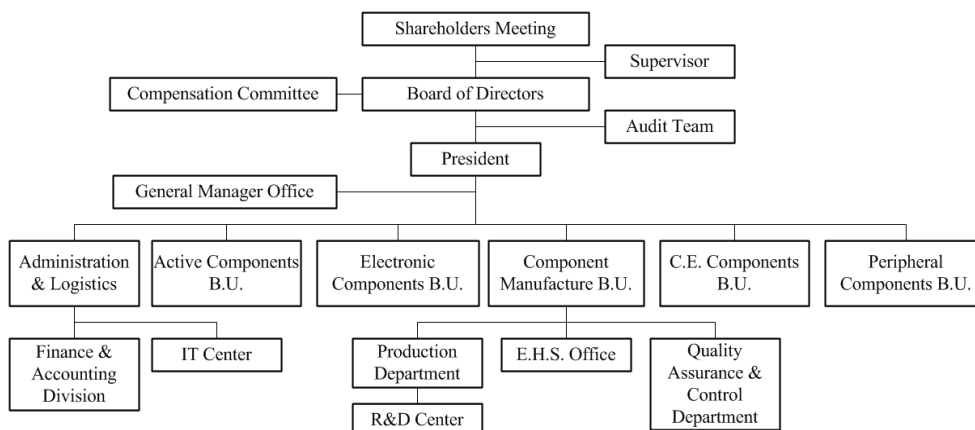 Shareholders Meeting
Supervisor
Compensation Committee
Board of Directors
Audit Team
President
General Manager Office
Administration
& Logistics
Active Components
B.U.
Electronic
Components B.U.
Component
Manufacture B.U.
C.E. Components
B.U.
Peripheral
Components B.U.
Finance &
Accounting
Division
IT Center
Production
Department
E.H.S. Office
Quality
Assurance &
Control
Department
R&D Center